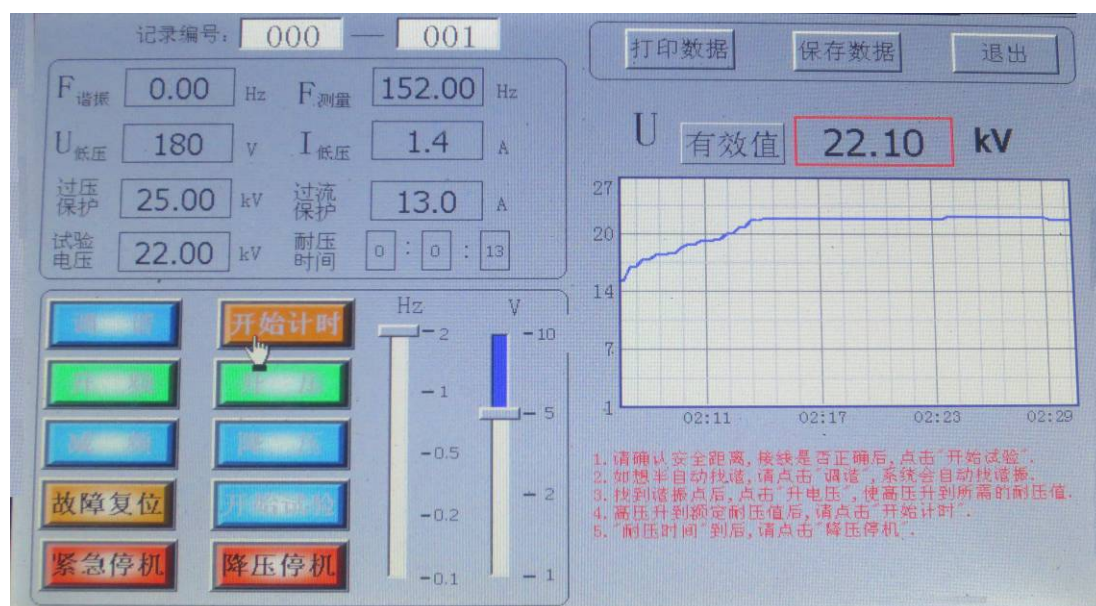 记录编号: 000 — 001
F谐振 0.00 Hz F测量 152.00 Hz
U低压 180 V I低压 1.4 A
过压保护 25.00 kV 过流保护 13.0 A
试验电压 22.00 kV 耐压时间 0 : 0 : 13
开始计时
故障复位 开始试验
紧急停机 降压停机
Hz V
2 10
1 5
0.5
0.2 2
0.1 1
打印数据 保存数据 退出
U 有效值 22.10 kV
27
20
14
7
1
02:11 02:17 02:23 02:29
1. 请确认安全距离, 接线是否正确后, 点击"开始试验".
2. 如想半自动找谐, 请点击"调谐", 系统会自动找谐振.
3. 找到谐振点后, 点击"升电压", 使高压升到所需的耐压值.
4. 高压升到额定耐压值后, 请点击"开始计时".
5. "耐压时间"到后, 请点击"降压停机".